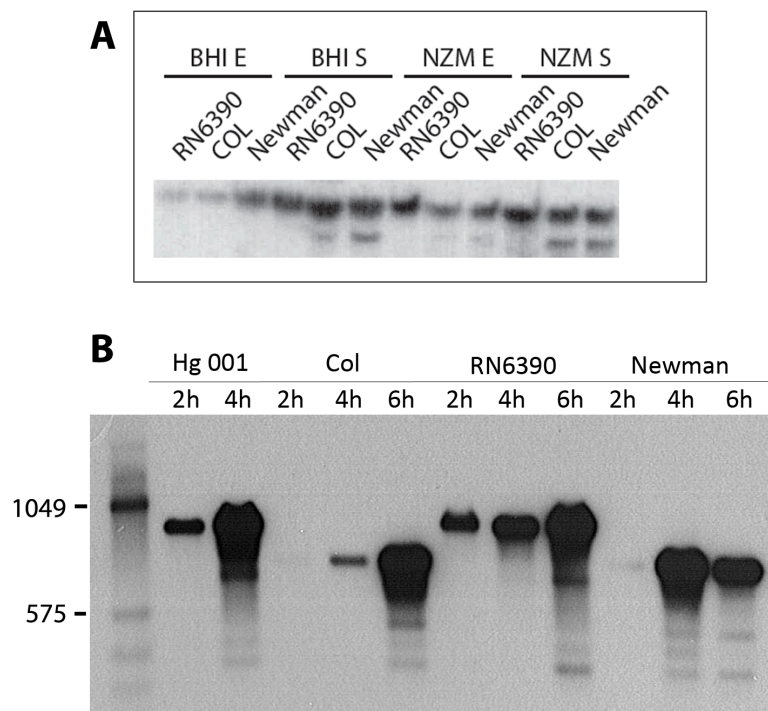 A
BHI E BHI S NZM E NZM S
RN6390 COL Newman RN6390 COL Newman RN6390 COL Newman RN6390 COL Newman
B
Hg 001 Col RN6390 Newman
2h 4h 2h 4h 6h 2h 4h 6h 2h 4h 6h
1049
575